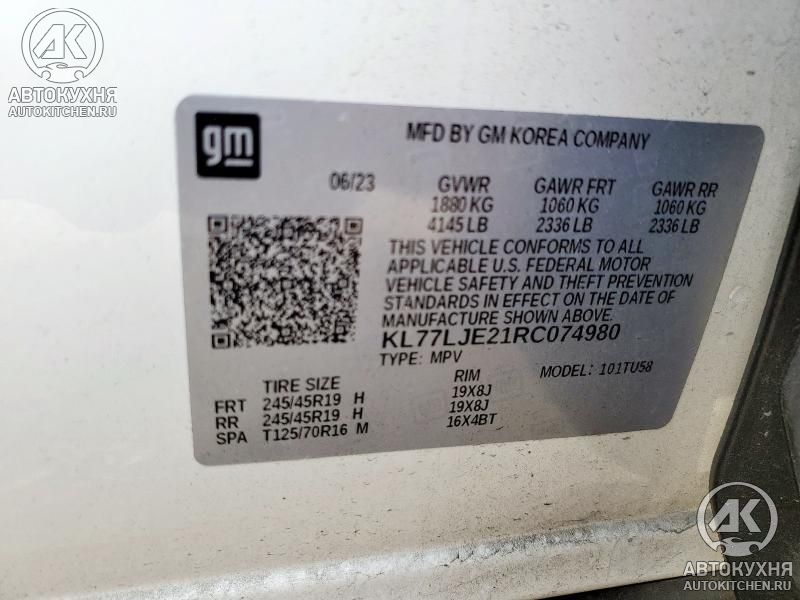 АК
АВТОКУХНЯ
AUTOKITCHEN.RU
gm
MFD BY GM KOREA COMPANY
06/23 GVWR GAWR FRT GAWR RR
1880 KG 1060 KG 1060 KG
4145 LB 2336 LB 2336 LB
THIS VEHICLE CONFORMS TO ALL
APPLICABLE U.S. FEDERAL MOTOR
VEHICLE SAFETY AND THEFT PREVENTION
STANDARDS IN EFFECT ON THE DATE OF
MANUFACTURE SHOWN ABOVE.
KL77LJE21RC074980
TYPE: MPV MODEL: 101TU58
TIRE SIZE RIM
FRT 245/45R19 H 19X8J
RR 245/45R19 H 19X8J
SPA T125/70R16 M 16X4BT
АК
АВТОКУХНЯ
AUTOKITCHEN.RU